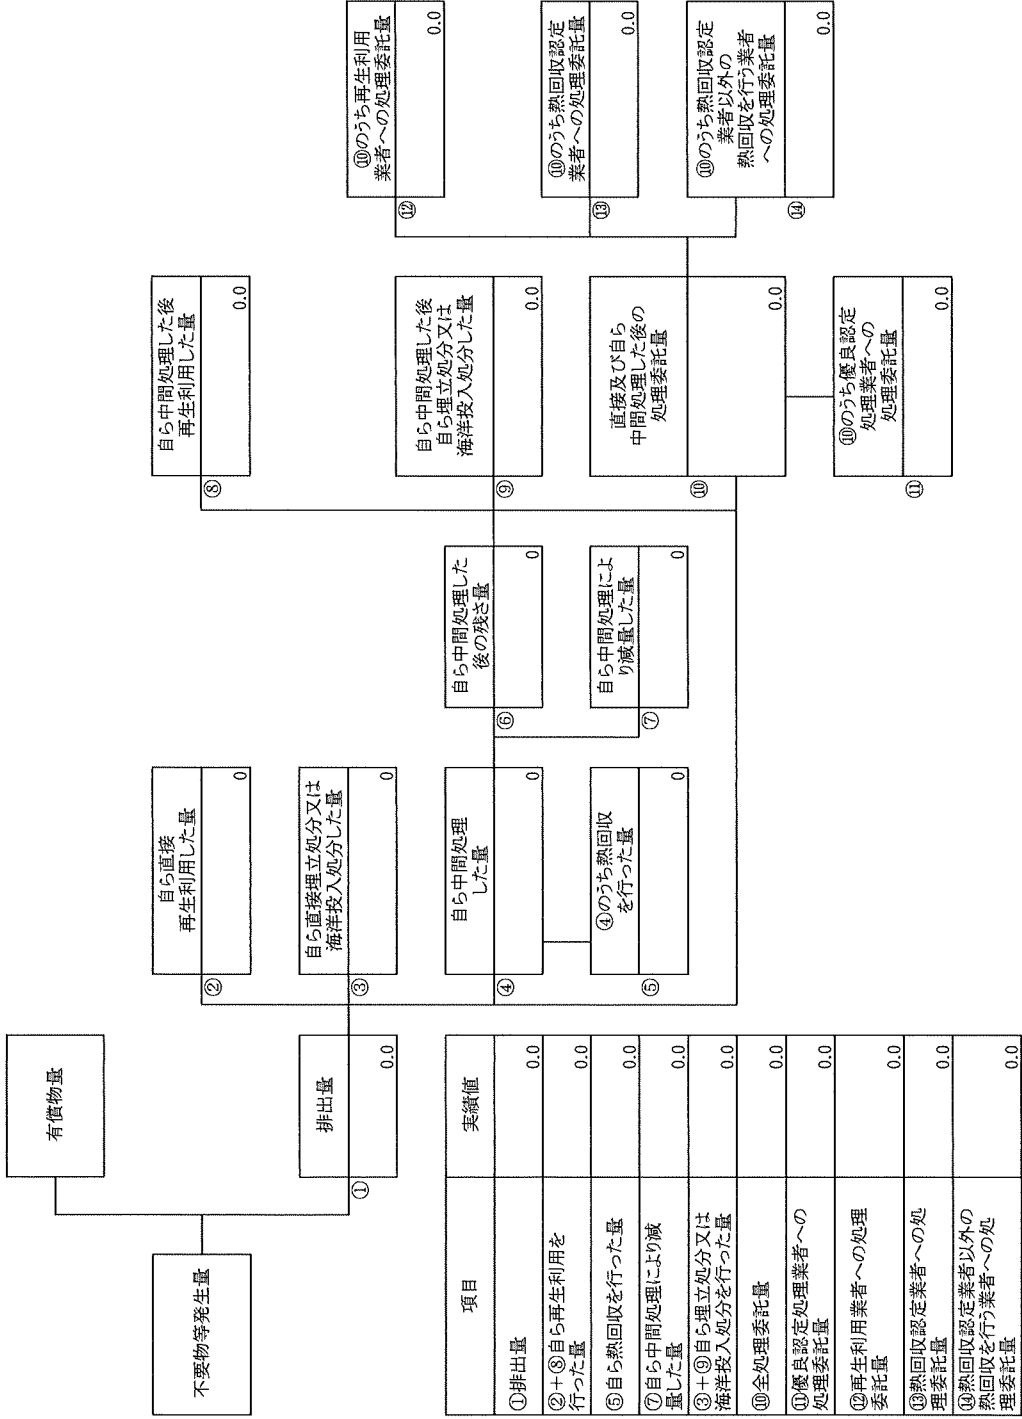 不要物等発生量
有償物量
排出量
①
0.0
自ら直接
再生利用した量
②
0
自ら直接埋立処分又は
海洋投入処分した量
③
0
自ら中間処理
した量
④
0
④のうち熱回収
を行った量
⑤
0
自ら中間処理した
後の残さ量
⑥
0
自ら中間処理によ
り減量した量
⑦
0
自ら中間処理した後
再生利用した量
⑧
0.0
自ら中間処理した後
自ら埋立処分又は
海洋投入処分した量
⑨
0.0
直接及び自ら
中間処理した後の
処理委託量
⑩
0.0
⑩のうち優良認定
処理業者への
処理委託量
⑪
0.0
⑩のうち再生利用
業者への処理委託量
⑫
0.0
⑩のうち熱回収認定
業者への処理委託量
⑬
0.0
⑩のうち熱回収認定
業者以外の
熱回収を行う業者
への処理委託量
⑭
0.0
項目 実績値
①排出量 0.0
②+⑧自ら再生利用を
行った量 0.0
⑤自ら熱回収を行った量 0.0
⑦自ら中間処理により減
量した量 0.0
③+⑨自ら埋立処分又は
海洋投入処分を行った量 0.0
⑩全処理委託量 0.0
⑪優良認定処理業者への
処理委託量 0.0
⑫再生利用業者への処理
委託量 0.0
⑬熱回収認定業者への処
理委託量 0.0
⑭熱回収認定業者以外の
熱回収を行う業者への処
理委託量 0.0